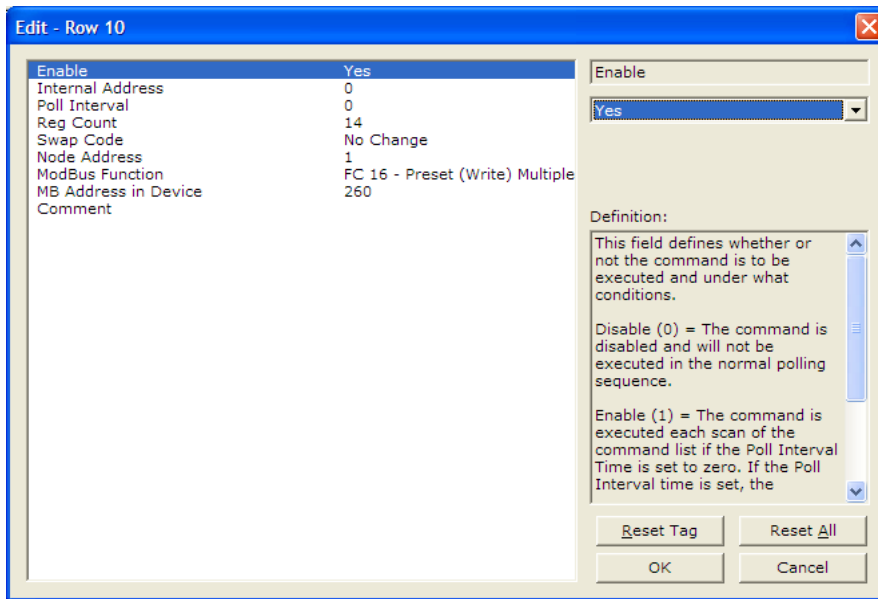 Edit - Row 10
Enable Yes
Internal Address 0
Poll Interval 0
Reg Count 14
Swap Code No Change
Node Address 1
ModBus Function FC 16 - Preset (Write) Multiple
MB Address in Device 260
Comment
Enable
Yes
Definition:
This field defines whether or
not the command is to be
executed and under what
conditions.
Disable (0) = The command is
disabled and will not be
executed in the normal polling
sequence.
Enable (1) = The command is
executed each scan of the
command list if the Poll Interval
Time is set to zero. If the Poll
Interval time is set, the
Reset Tag Reset All
OK Cancel